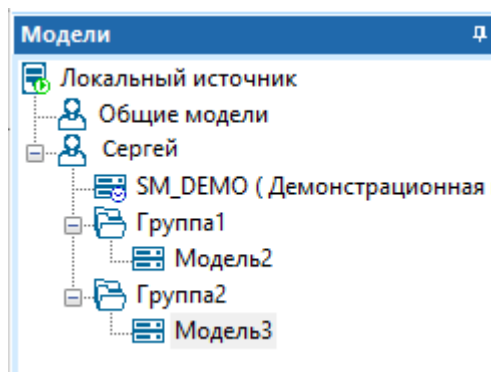 Модели
Локальный источник
Общие модели
Сергей
SM_DEMO ( Демонстрационная
Группа1
Модель2
Группа2
Модель3